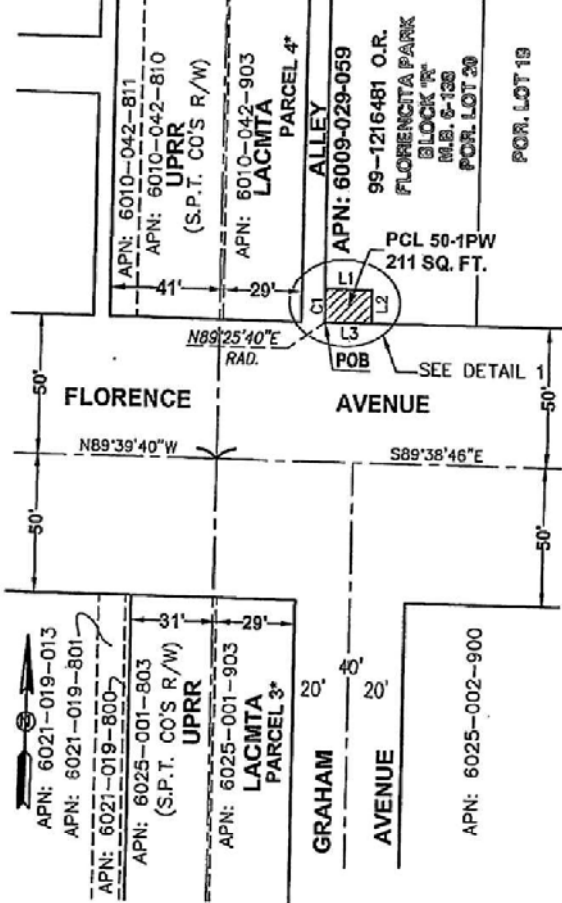 APN: 6010-042-811
APN: 6010-042-810
UPRR
(S.P.T. CO'S R/W)
APN: 6010-042-903
LACMTA
PARCEL 4*
ALLEY
APN: 6009-029-059
99-1216481 O.R.
FLORENCITA PARK
BLOCK "R"
M.B. 6-138
POR. LOT 20
POR. LOT 19
PCL 50-1PW
211 SQ. FT.
41'
29'
C1
L1
L2
L3
N89°25'40"E
RAD.
POB
SEE DETAIL 1
50'
FLORENCE
AVENUE
50'
N89°39'40"W
S89°38'46"E
50'
50'
APN: 6021-019-013
APN: 6021-019-801
APN: 6021-019-800
APN: 6025-001-803
(S.P.T. CO'S R/W)
UPRR
31'
29'
APN: 6025-001-903
LACMTA
PARCEL 3*
20'
40'
20'
GRAHAM
AVENUE
APN: 6025-002-900